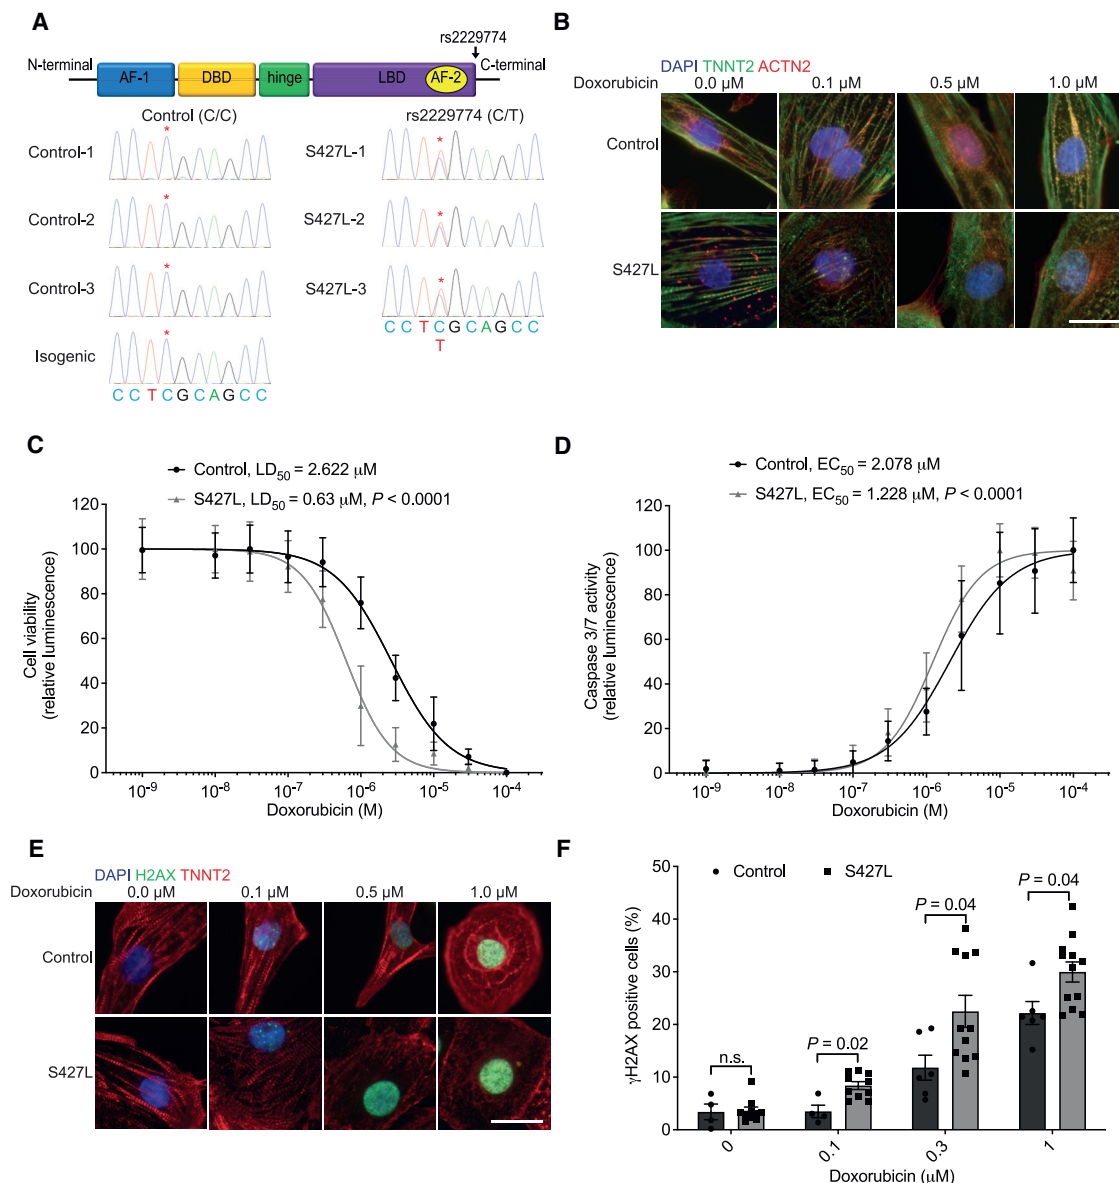 A
rs2229774
N-terminal
AF-1
DBD
hinge
LBD
AF-2
C-terminal
Control (C/C)
rs2229774 (C/T)
Control-1
*
S427L-1
*
Control-2
*
S427L-2
*
Control-3
*
S427L-3
*
C C T C G C A G C C
T
Isogenic
*
C C T C G C A G C C
B
DAPI TNNT2 ACTN2
Doxorubicin 0.0 µM 0.1 µM 0.5 µM 1.0 µM
Control
S427L
C
Control, LD50 = 2.622 µM
S427L, LD50 = 0.63 µM, P < 0.0001
Cell viability
(relative luminescence)
120
100
80
60
40
20
0
10-9 10-8 10-7 10-6 10-5 10-4
Doxorubicin (M)
D
Control, EC50 = 2.078 µM
S427L, EC50 = 1.228 µM, P < 0.0001
Caspase 3/7 activity
(relative luminescence)
120
100
80
60
40
20
0
10-9 10-8 10-7 10-6 10-5 10-4
Doxorubicin (M)
E
DAPI H2AX TNNT2
Doxorubicin 0.0 µM 0.1 µM 0.5 µM 1.0 µM
Control
S427L
F
Control S427L
γH2AX positive cells (%)
50
40
30
20
10
0
n.s.
P = 0.02
P = 0.04
P = 0.04
0 0.1 0.3 1
Doxorubicin (µM)